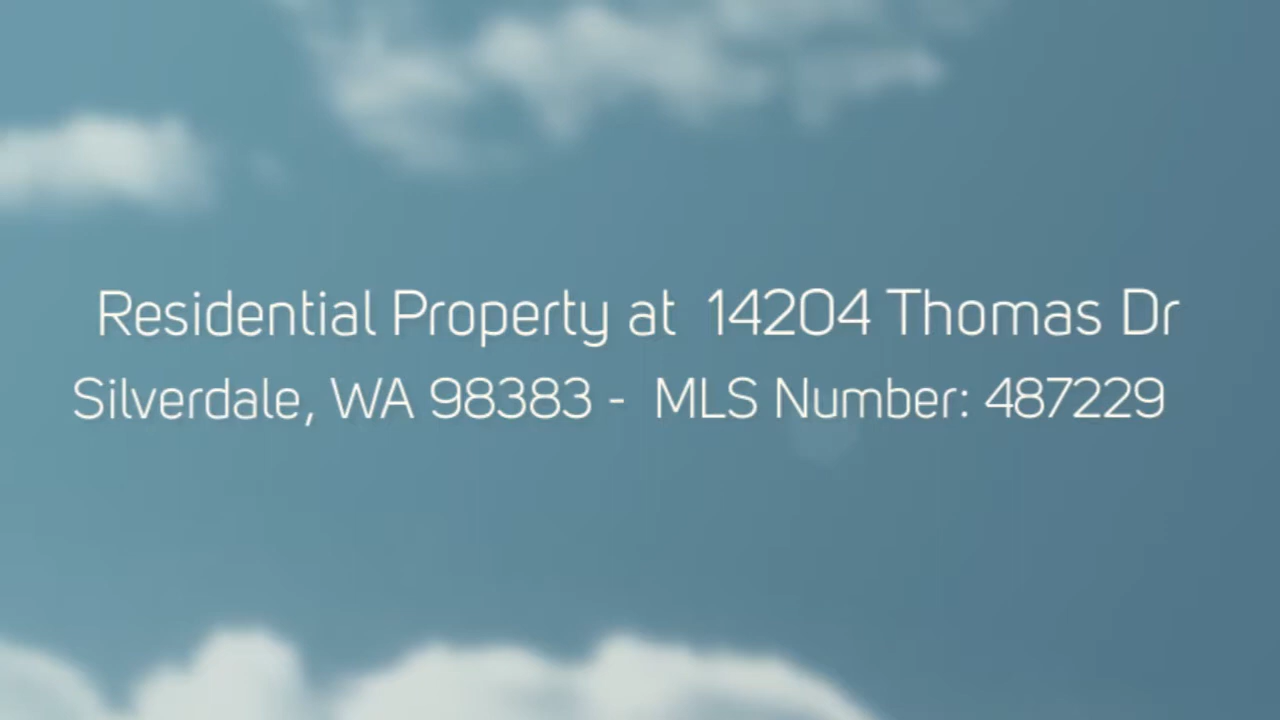 Residential Property at 14204 Thomas Dr
Silverdale, WA 98383 - MLS Number: 487229